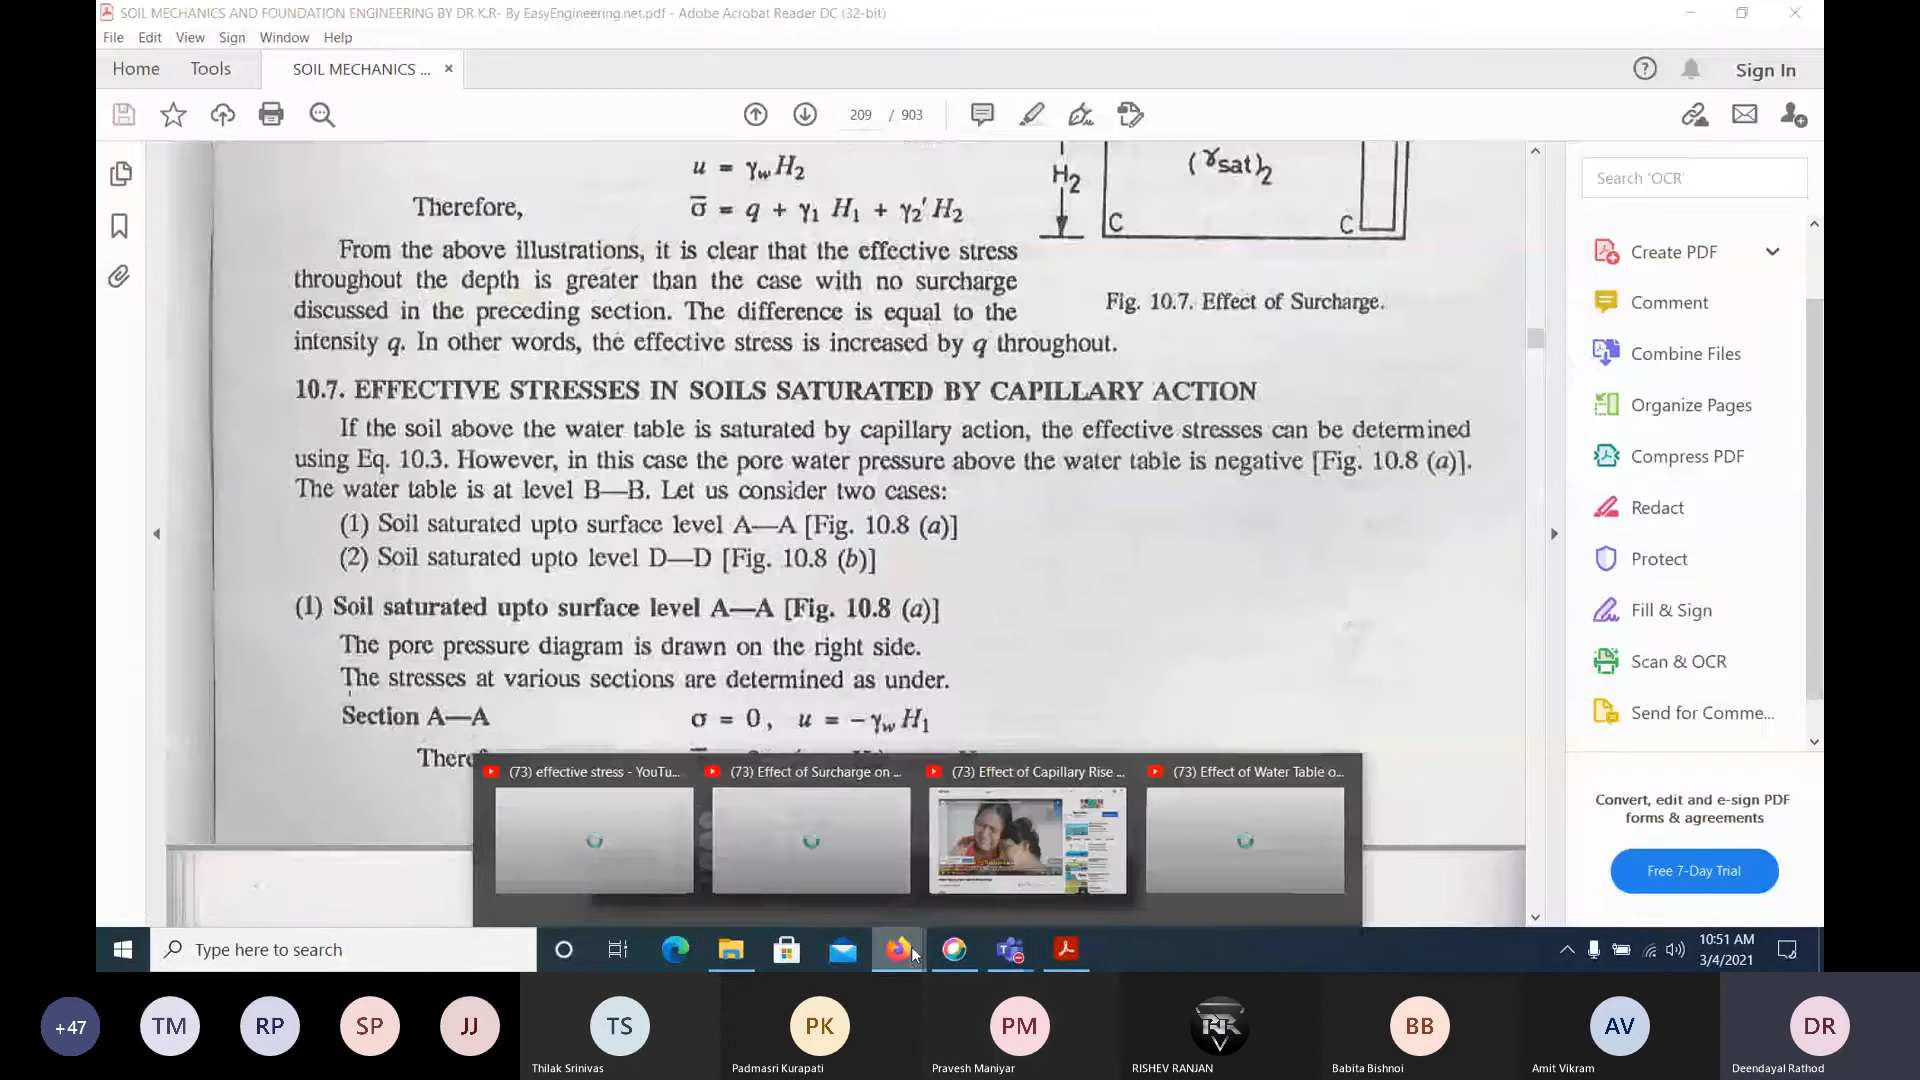 SOIL MECHANICS AND FOUNDATION ENGINEERING BY DR.K.R- By EasyEngineering.net.pdf - Adobe Acrobat Reader DC (32-bit)
File Edit View Sign Window Help
Home Tools SOIL MECHANICS ... ×
Sign In
209 / 903
u = γw H2
Therefore, σ̅ = q + γ1 H1 + γ2′ H2
From the above illustrations, it is clear that the effective stress
throughout the depth is greater than the case with no surcharge
discussed in the preceding section. The difference is equal to the
intensity q. In other words, the effective stress is increased by q throughout.
H2
(γsat)2
C C
Fig. 10.7. Effect of Surcharge.
10.7. EFFECTIVE STRESSES IN SOILS SATURATED BY CAPILLARY ACTION
If the soil above the water table is saturated by capillary action, the effective stresses can be determined
using Eq. 10.3. However, in this case the pore water pressure above the water table is negative [Fig. 10.8 (a)].
The water table is at level B—B. Let us consider two cases:
(1) Soil saturated upto surface level A—A [Fig. 10.8 (a)]
(2) Soil saturated upto level D—D [Fig. 10.8 (b)]
(1) Soil saturated upto surface level A—A [Fig. 10.8 (a)]
The pore pressure diagram is drawn on the right side.
The stresses at various sections are determined as under.
Section A—A σ = 0, u = − γw H1
Search 'OCR'
Create PDF
Comment
Combine Files
Organize Pages
Compress PDF
Redact
Protect
Fill & Sign
Scan & OCR
Send for Comme...
Convert, edit and e-sign PDF
forms & agreements
Free 7-Day Trial
(73) effective stress - YouTu...
(73) Effect of Surcharge on ...
(73) Effect of Capillary Rise ...
(73) Effect of Water Table o...
Type here to search
10:51 AM
3/4/2021
+47 TM RP SP JJ TS PK PM RR BB AV DR
Thilak Srinivas Padmasri Kurapati Pravesh Maniyar RISHEV RANJAN Babita Bishnoi Amit Vikram Deendayal Rathod